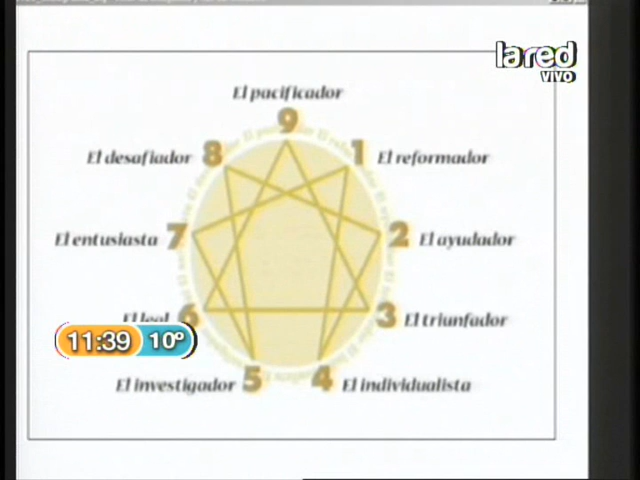 lared
vivo
El pacificador
9
El desafiador 8
1 El reformador
El entusiasta 7
2 El ayudador
El leal 6
3 El triunfador
11:39 10º
El investigador 5
4 El individualista